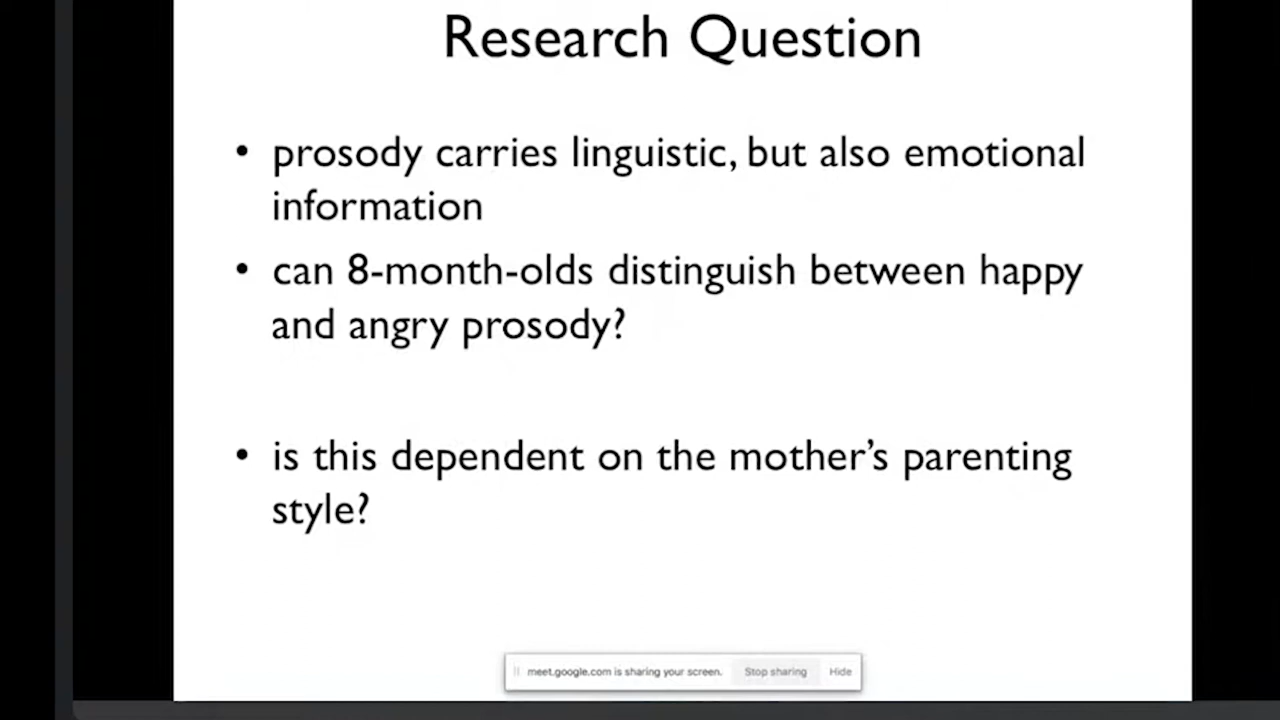 Research Question
• prosody carries linguistic, but also emotional
information
• can 8-month-olds distinguish between happy
and angry prosody?
• is this dependent on the mother's parenting
style?
meet.google.com is sharing your screen. Stop sharing Hide